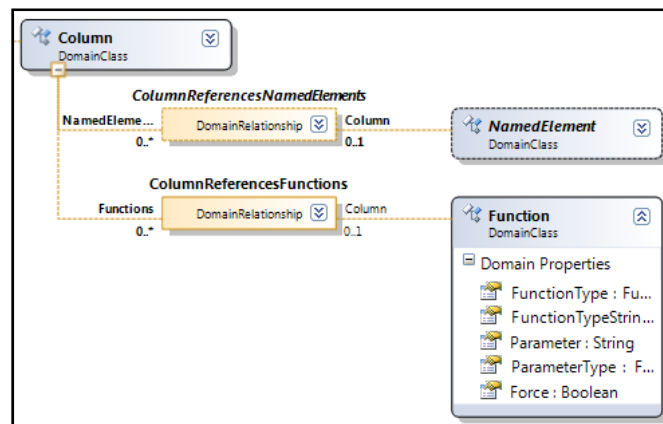 Column
DomainClass
ColumnReferencesNamedElements
NamedEleme... DomainRelationship Column
0..* 0..1
NamedElement
DomainClass
ColumnReferencesFunctions
Functions DomainRelationship Column
0..* 0..1
Function
DomainClass
Domain Properties
FunctionType : Fu...
FunctionTypeStrin...
Parameter : String
ParameterType : F...
Force : Boolean